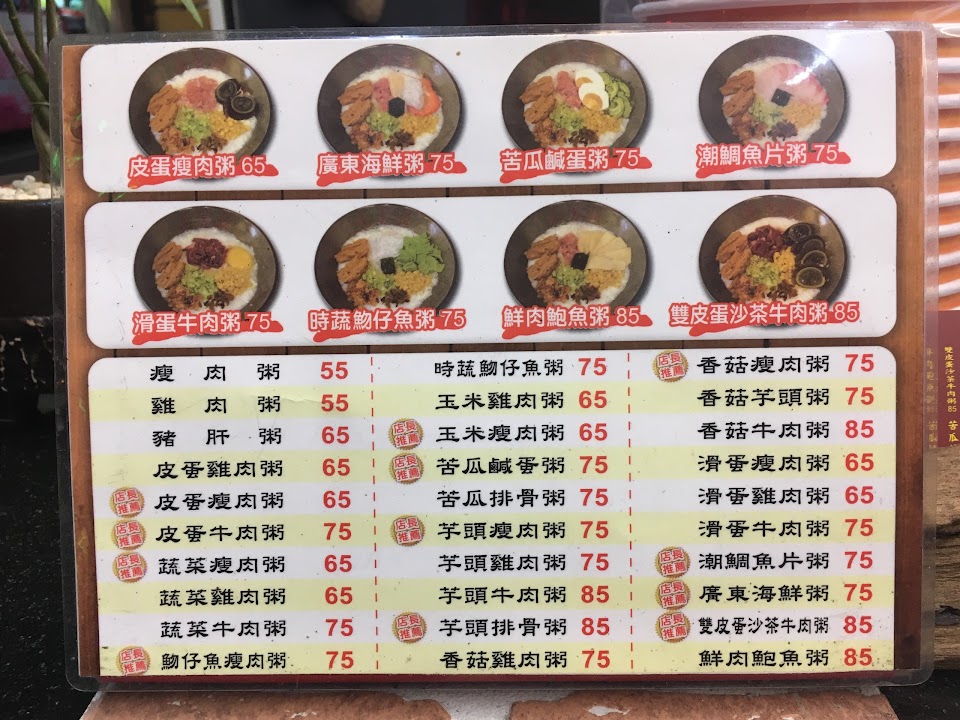 皮蛋瘦肉粥 65
廣東海鮮粥 75
苦瓜鹹蛋粥 75
潮鯛魚片粥 75
滑蛋牛肉粥 75
時蔬魩仔魚粥 75
鮮肉鮑魚粥 85
雙皮蛋沙茶牛肉粥 85
瘦肉粥 55
雞肉粥 55
豬肝粥 65
皮蛋雞肉粥 65
店長推薦 皮蛋瘦肉粥 65
店長推薦 皮蛋牛肉粥 75
店長推薦 蔬菜瘦肉粥 65
蔬菜雞肉粥 65
蔬菜牛肉粥 75
店長推薦 魩仔魚瘦肉粥 75
時蔬魩仔魚粥 75
玉米雞肉粥 65
店長推薦 玉米瘦肉粥 65
店長推薦 苦瓜鹹蛋粥 75
苦瓜排骨粥 75
店長推薦 芋頭瘦肉粥 75
芋頭雞肉粥 75
芋頭牛肉粥 85
店長推薦 芋頭排骨粥 85
香菇雞肉粥 75
店長推薦 香菇瘦肉粥 75
香菇芋頭粥 75
香菇牛肉粥 85
滑蛋瘦肉粥 65
滑蛋雞肉粥 65
滑蛋牛肉粥 75
店長推薦 潮鯛魚片粥 75
店長推薦 廣東海鮮粥 75
店長推薦 雙皮蛋沙茶牛肉粥 85
鮮肉鮑魚粥 85
雙皮蛋沙茶牛肉粥 85
苦瓜